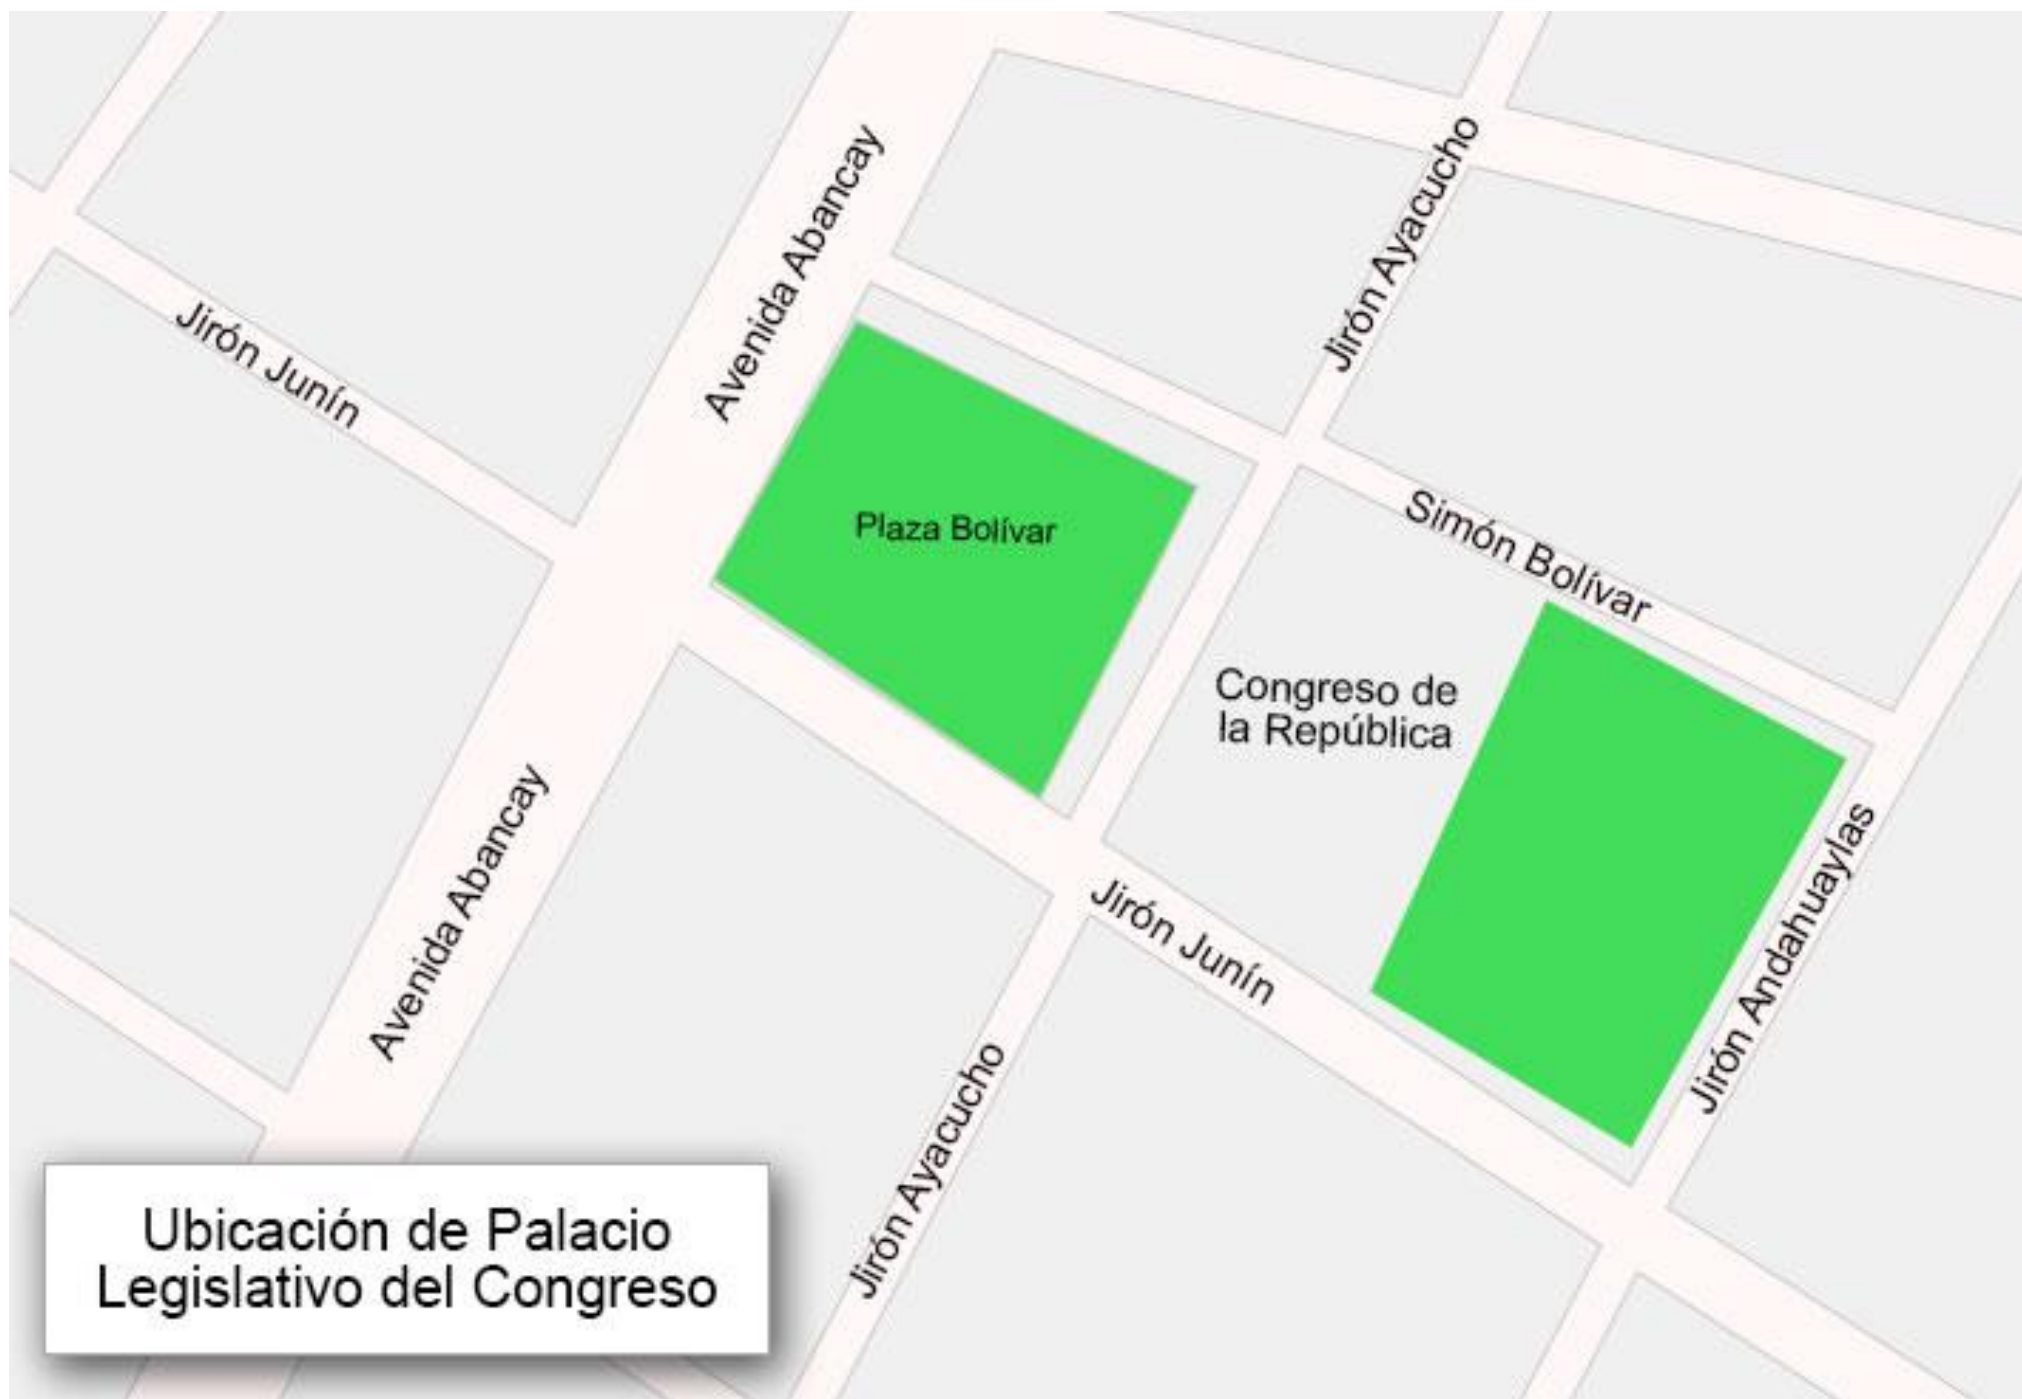 Jirón Ayacucho
Avenida Abancay
Jirón Junín
Plaza Bolívar
Simón Bolívar
Congreso de
la República
Avenida Abancay
Jirón Junín
Jirón Andahuaylas
Jirón Ayacucho
Ubicación de Palacio
Legislativo del Congreso